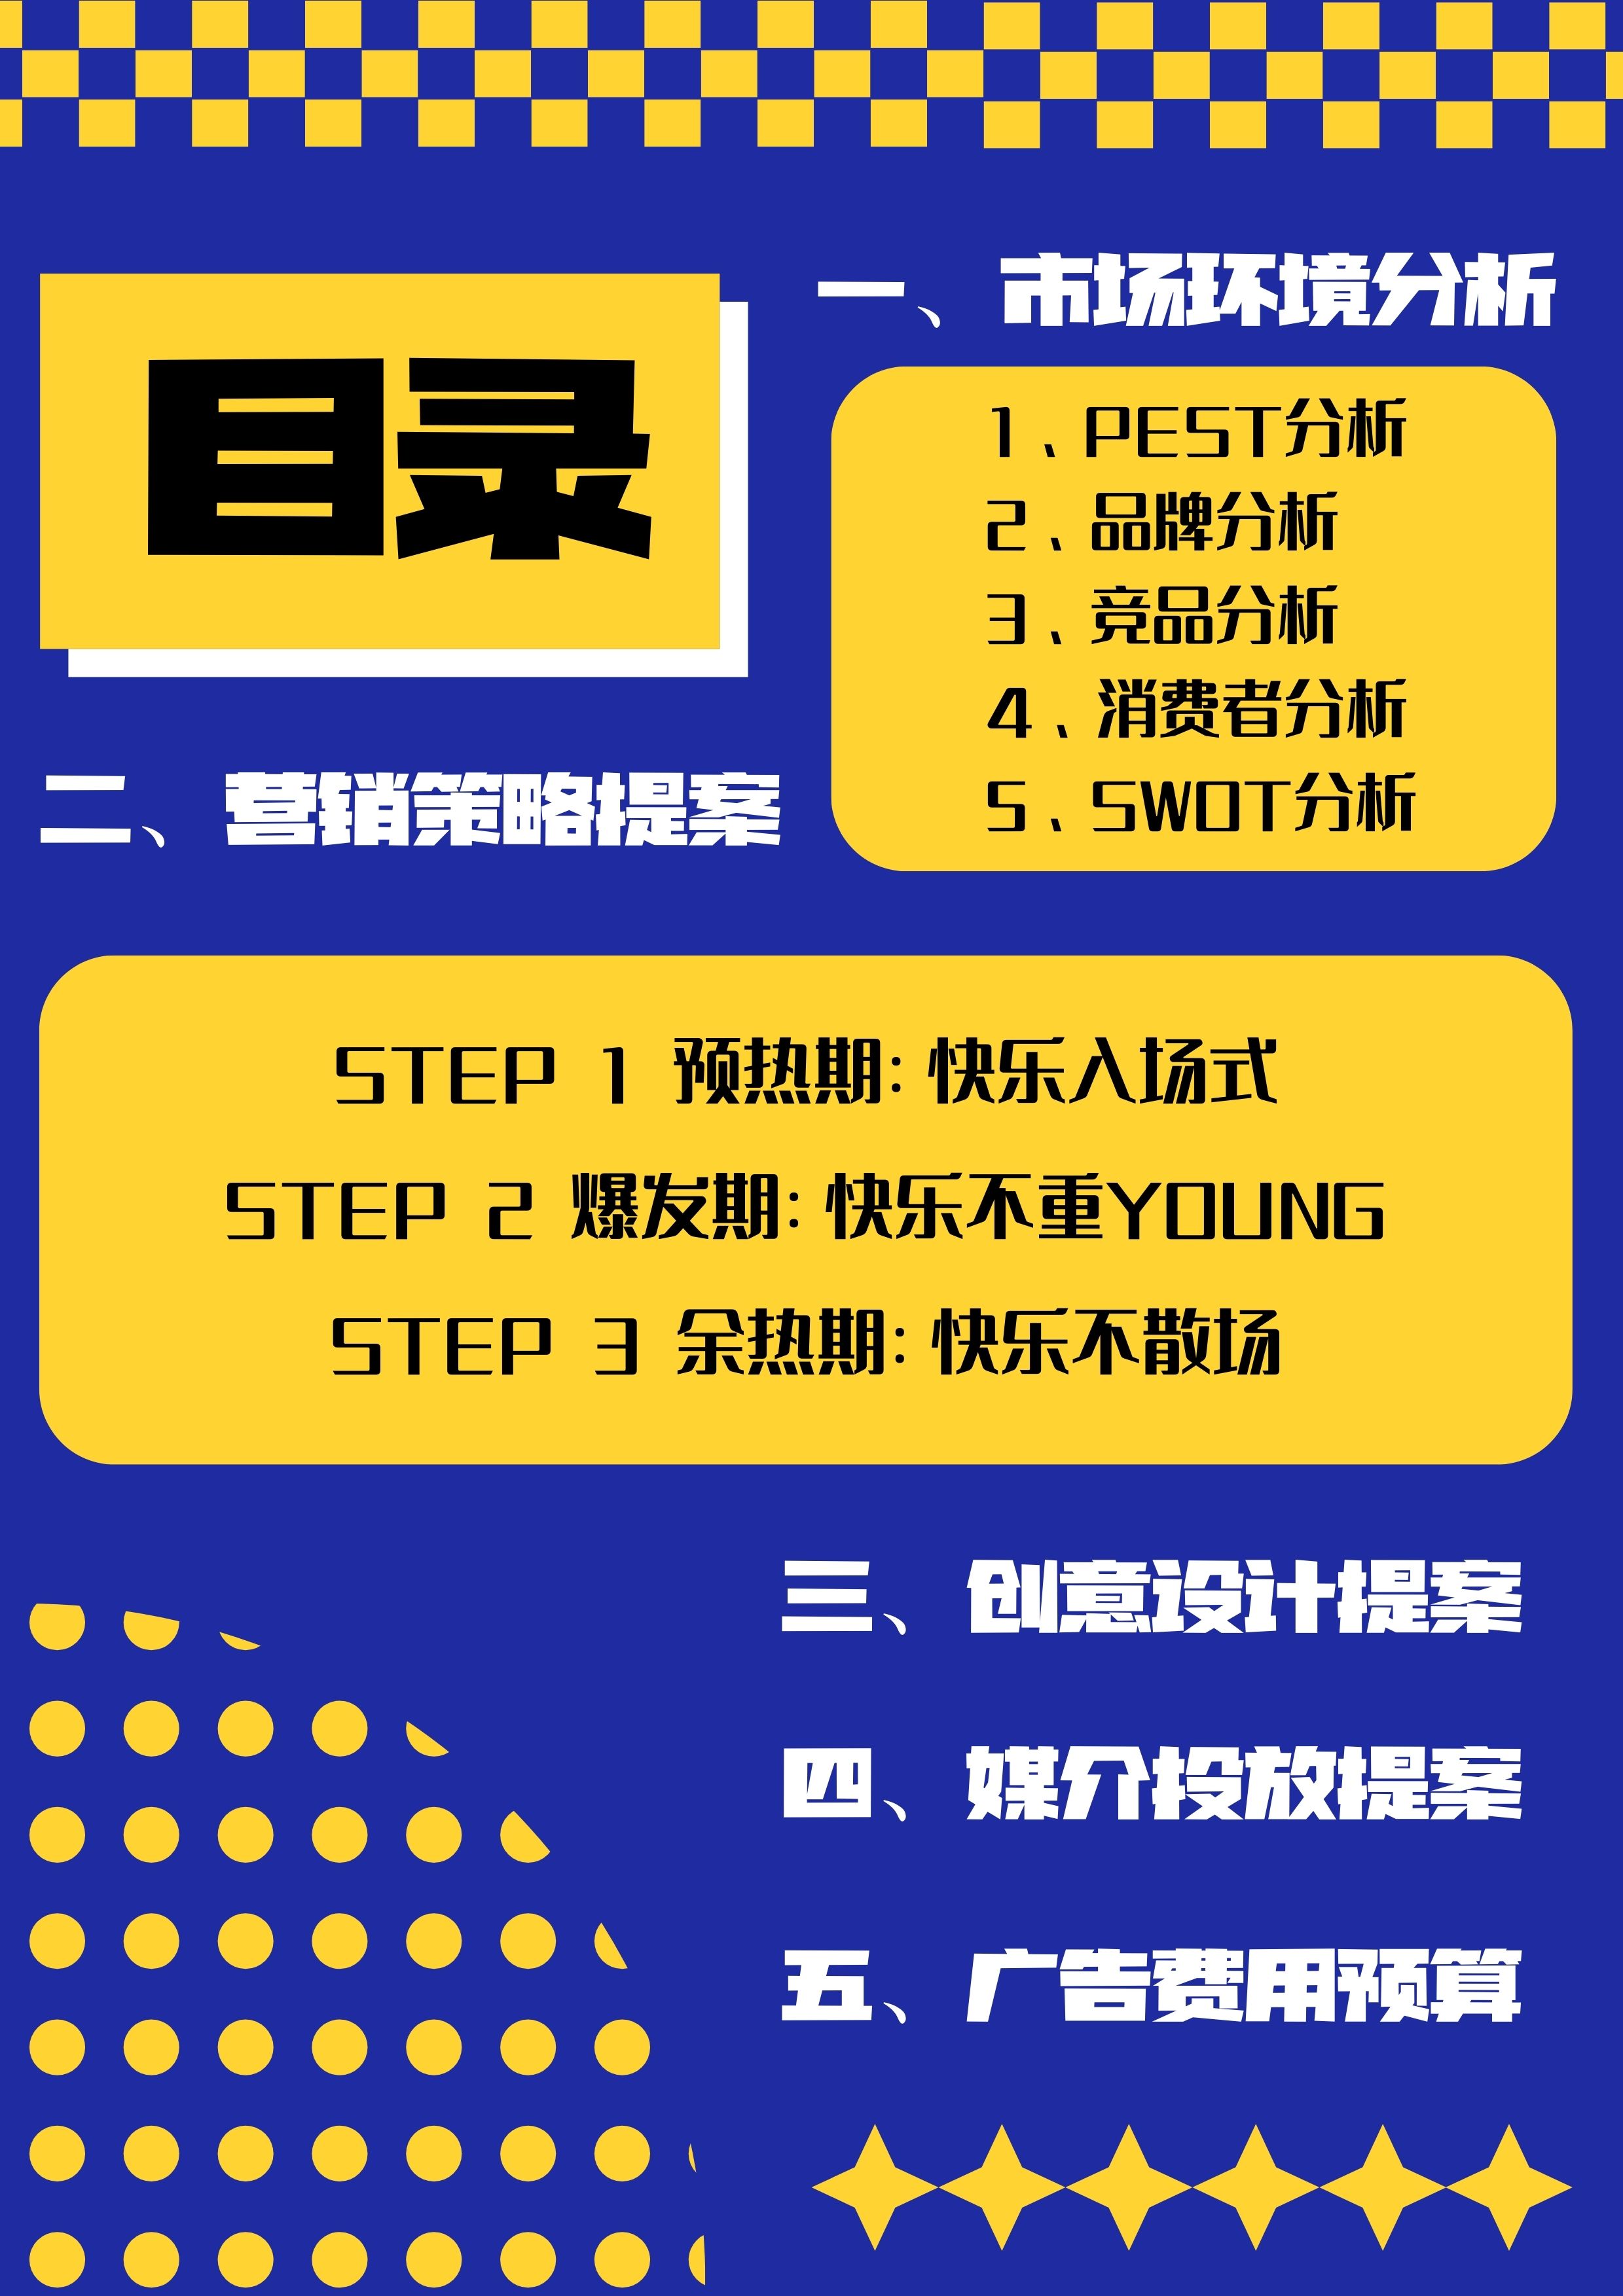 目录
一、市场环境分析
1、PEST分析
2、品牌分析
3、竞品分析
4、消费者分析
5、SWOT分析
二、营销策略提案
STEP 1 预热期：快乐入场式
STEP 2 爆发期：快乐不重YOUNG
STEP 3 余热期：快乐不散场
三、创意设计提案
四、媒介投放提案
五、广告费用预算